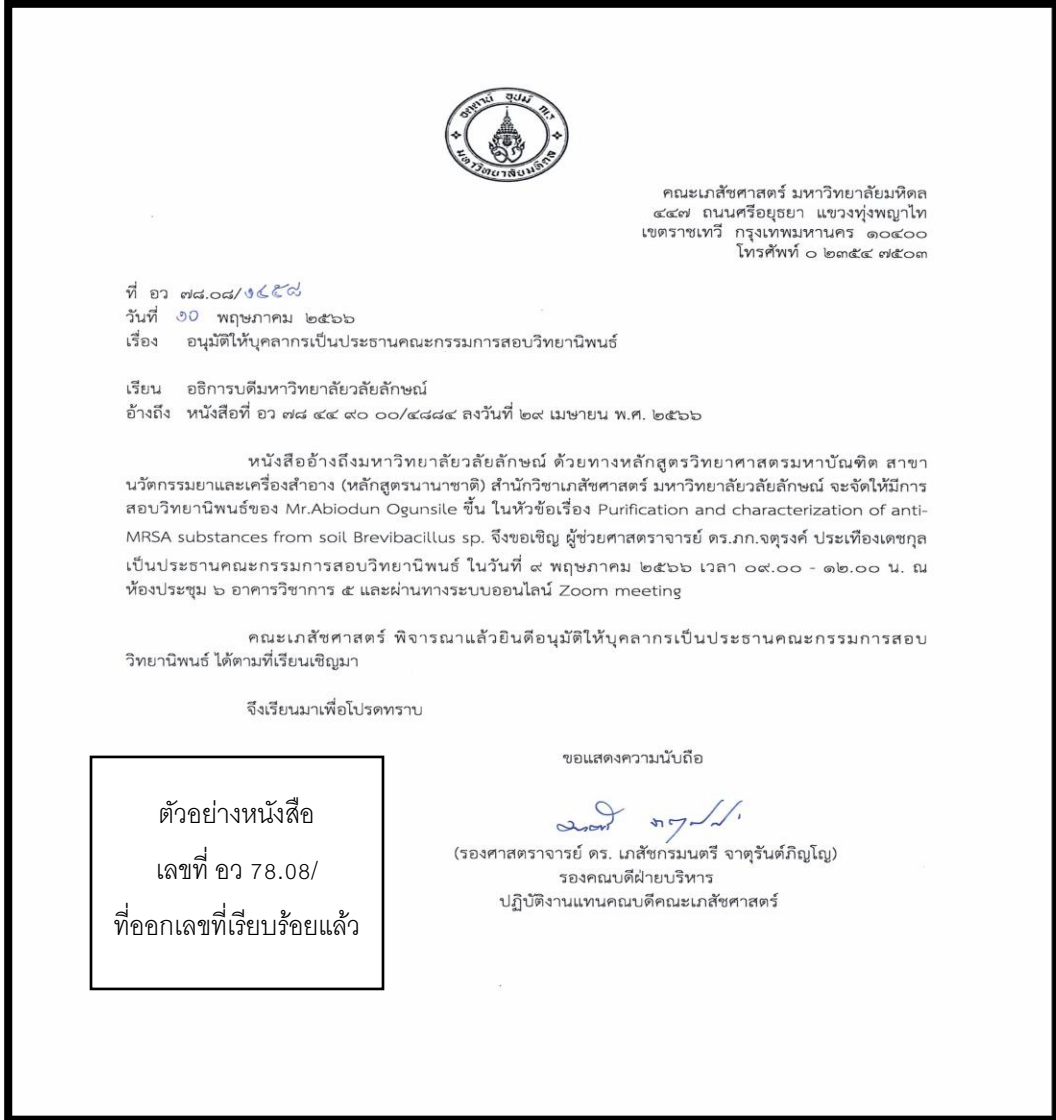 อตฺตานํ อุปมํ กเร
มหาวิทยาลัยมหิดล
คณะเภสัชศาสตร์ มหาวิทยาลัยมหิดล
๔๔๗ ถนนศรีอยุธยา แขวงทุ่งพญาไท
เขตราชเทวี กรุงเทพมหานคร ๑๐๔๐๐
โทรศัพท์ ๐ ๒๓๕๔ ๗๕๐๓
ที่ อว ๗๘.๐๘/
วันที่ ๑๐ พฤษภาคม ๒๕๖๖
เรื่อง อนุมัติให้บุคลากรเป็นประธานคณะกรรมการสอบวิทยานิพนธ์
เรียน อธิการบดีมหาวิทยาลัยวลัยลักษณ์
อ้างถึง หนังสือที่ อว ๗๘ ๔๔ ๙๐ ๐๐/๔๘๘๔ ลงวันที่ ๒๙ เมษายน พ.ศ. ๒๕๖๖
หนังสืออ้างถึงมหาวิทยาลัยวลัยลักษณ์ ด้วยทางหลักสูตรวิทยาศาสตรมหาบัณฑิต สาขา
นวัตกรรมยาและเครื่องสำอาง (หลักสูตรนานาชาติ) สำนักวิชาเภสัชศาสตร์ มหาวิทยาลัยวลัยลักษณ์ จะจัดให้มีการ
สอบวิทยานิพนธ์ของ Mr.Abiodun Ogunsile ขึ้น ในหัวข้อเรื่อง Purification and characterization of anti-
MRSA substances from soil Brevibacillus sp. จึงขอเชิญ ผู้ช่วยศาสตราจารย์ ดร.ภก.จตุรงค์ ประเทืองเดชกุล
เป็นประธานคณะกรรมการสอบวิทยานิพนธ์ ในวันที่ ๙ พฤษภาคม ๒๕๖๖ เวลา ๐๙.๐๐ - ๑๒.๐๐ น. ณ
ห้องประชุม ๖ อาคารวิชาการ ๕ และผ่านทางระบบออนไลน์ Zoom meeting
คณะเภสัชศาสตร์ พิจารณาแล้วยินดีอนุมัติให้บุคลากรเป็นประธานคณะกรรมการสอบ
วิทยานิพนธ์ ได้ตามที่เรียนเชิญมา
จึงเรียนมาเพื่อโปรดทราบ
ขอแสดงความนับถือ
(รองศาสตราจารย์ ดร. เภสัชกรมนตรี จาตุรันต์ภิญโญ)
รองคณบดีฝ่ายบริหาร
ปฏิบัติงานแทนคณบดีคณะเภสัชศาสตร์
ตัวอย่างหนังสือ
เลขที่ อว 78.08/
ที่ออกเลขที่เรียบร้อยแล้ว